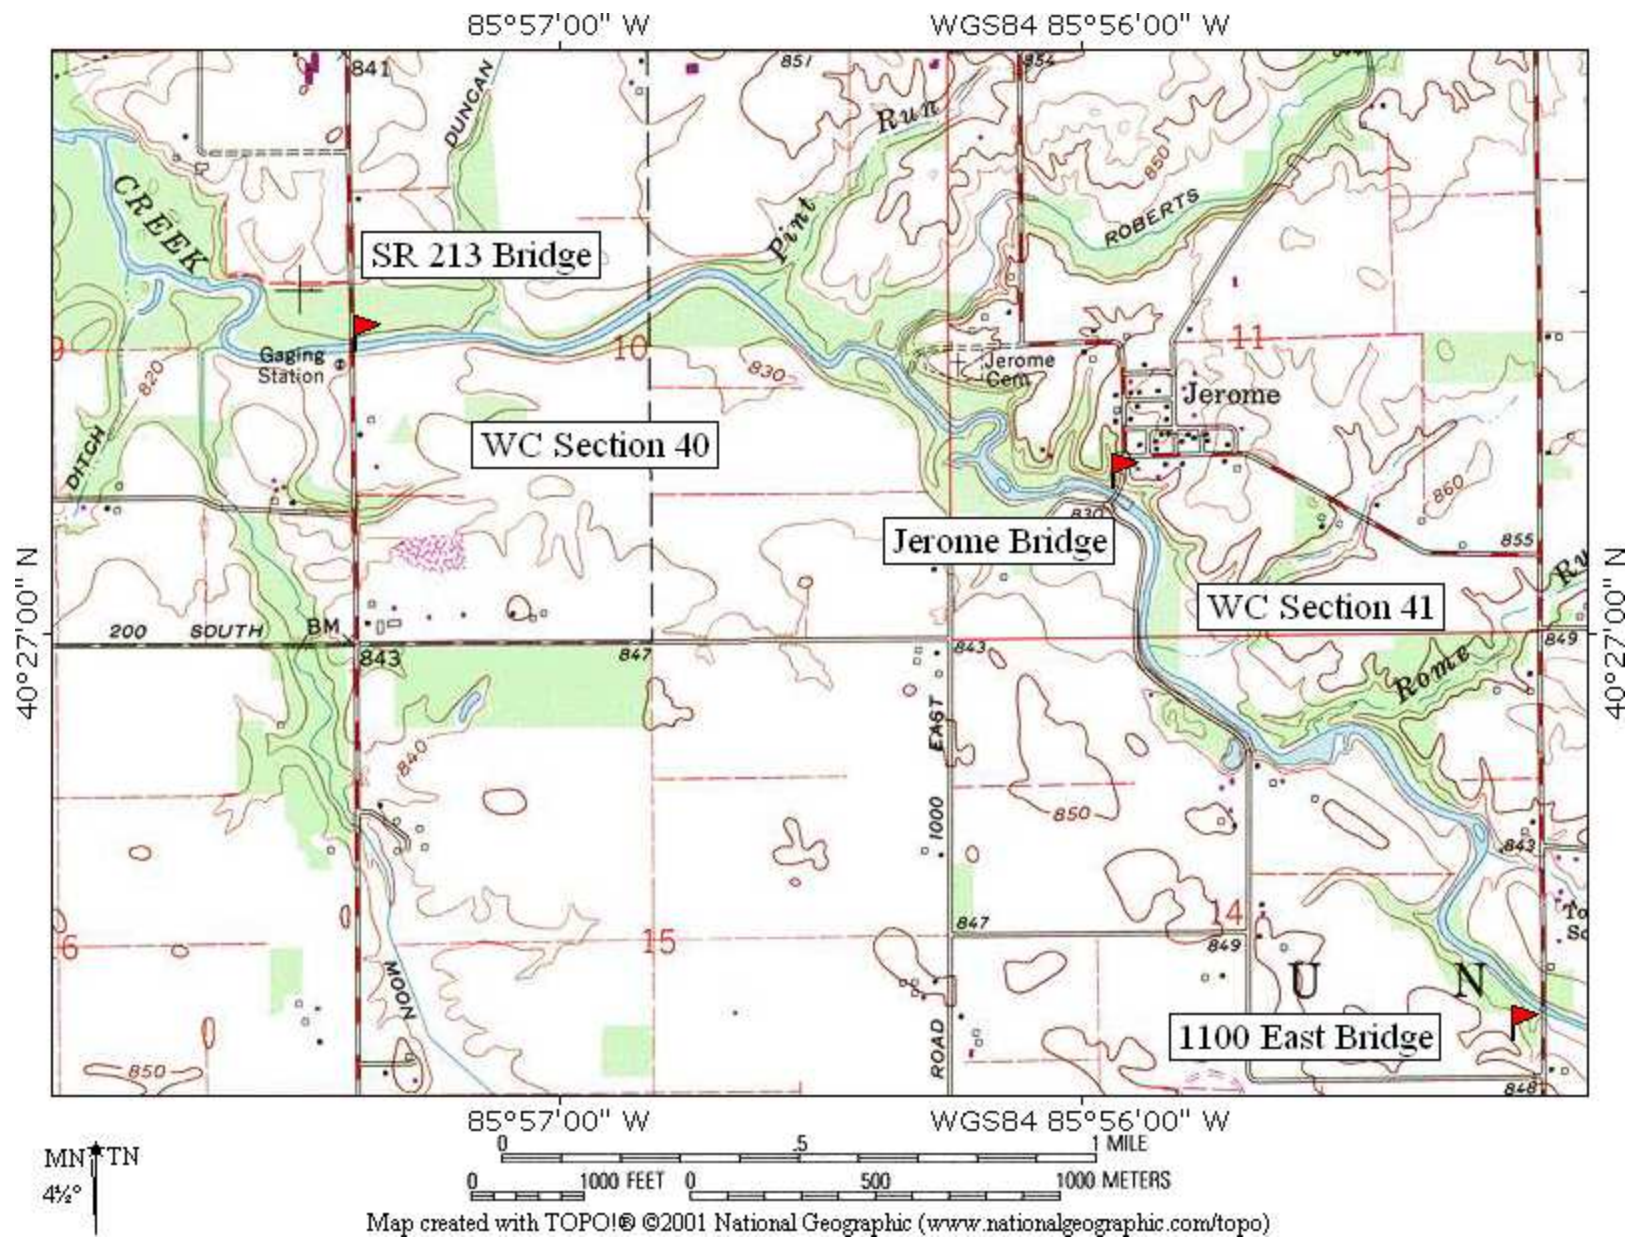 85°57'00" W
WGS84 85°56'00" W
841
851
854
DUNCAN
Run
850
CREEK
Pint
ROBERTS
SR 213 Bridge
9
10
11
Gaging
Station
820
830
Jerome
Cem
Jerome
DITCH
WC Section 40
860
830
Jerome Bridge
855
Ru
40°27'00" N
WC Section 41
40°27'00" N
200 SOUTH
BM
843
847
843
849
Rome
840
EAST
850
1000
843
847
14
849
To
Sc
6
15
MOON
U N
ROAD
1100 East Bridge
850
848
85°57'00" W
WGS84 85°56'00" W
MN TN
4½°
0 .5 1 MILE
0 1000 FEET 0 500 1000 METERS
Map created with TOPO!® ©2001 National Geographic (www.nationalgeographic.com/topo)